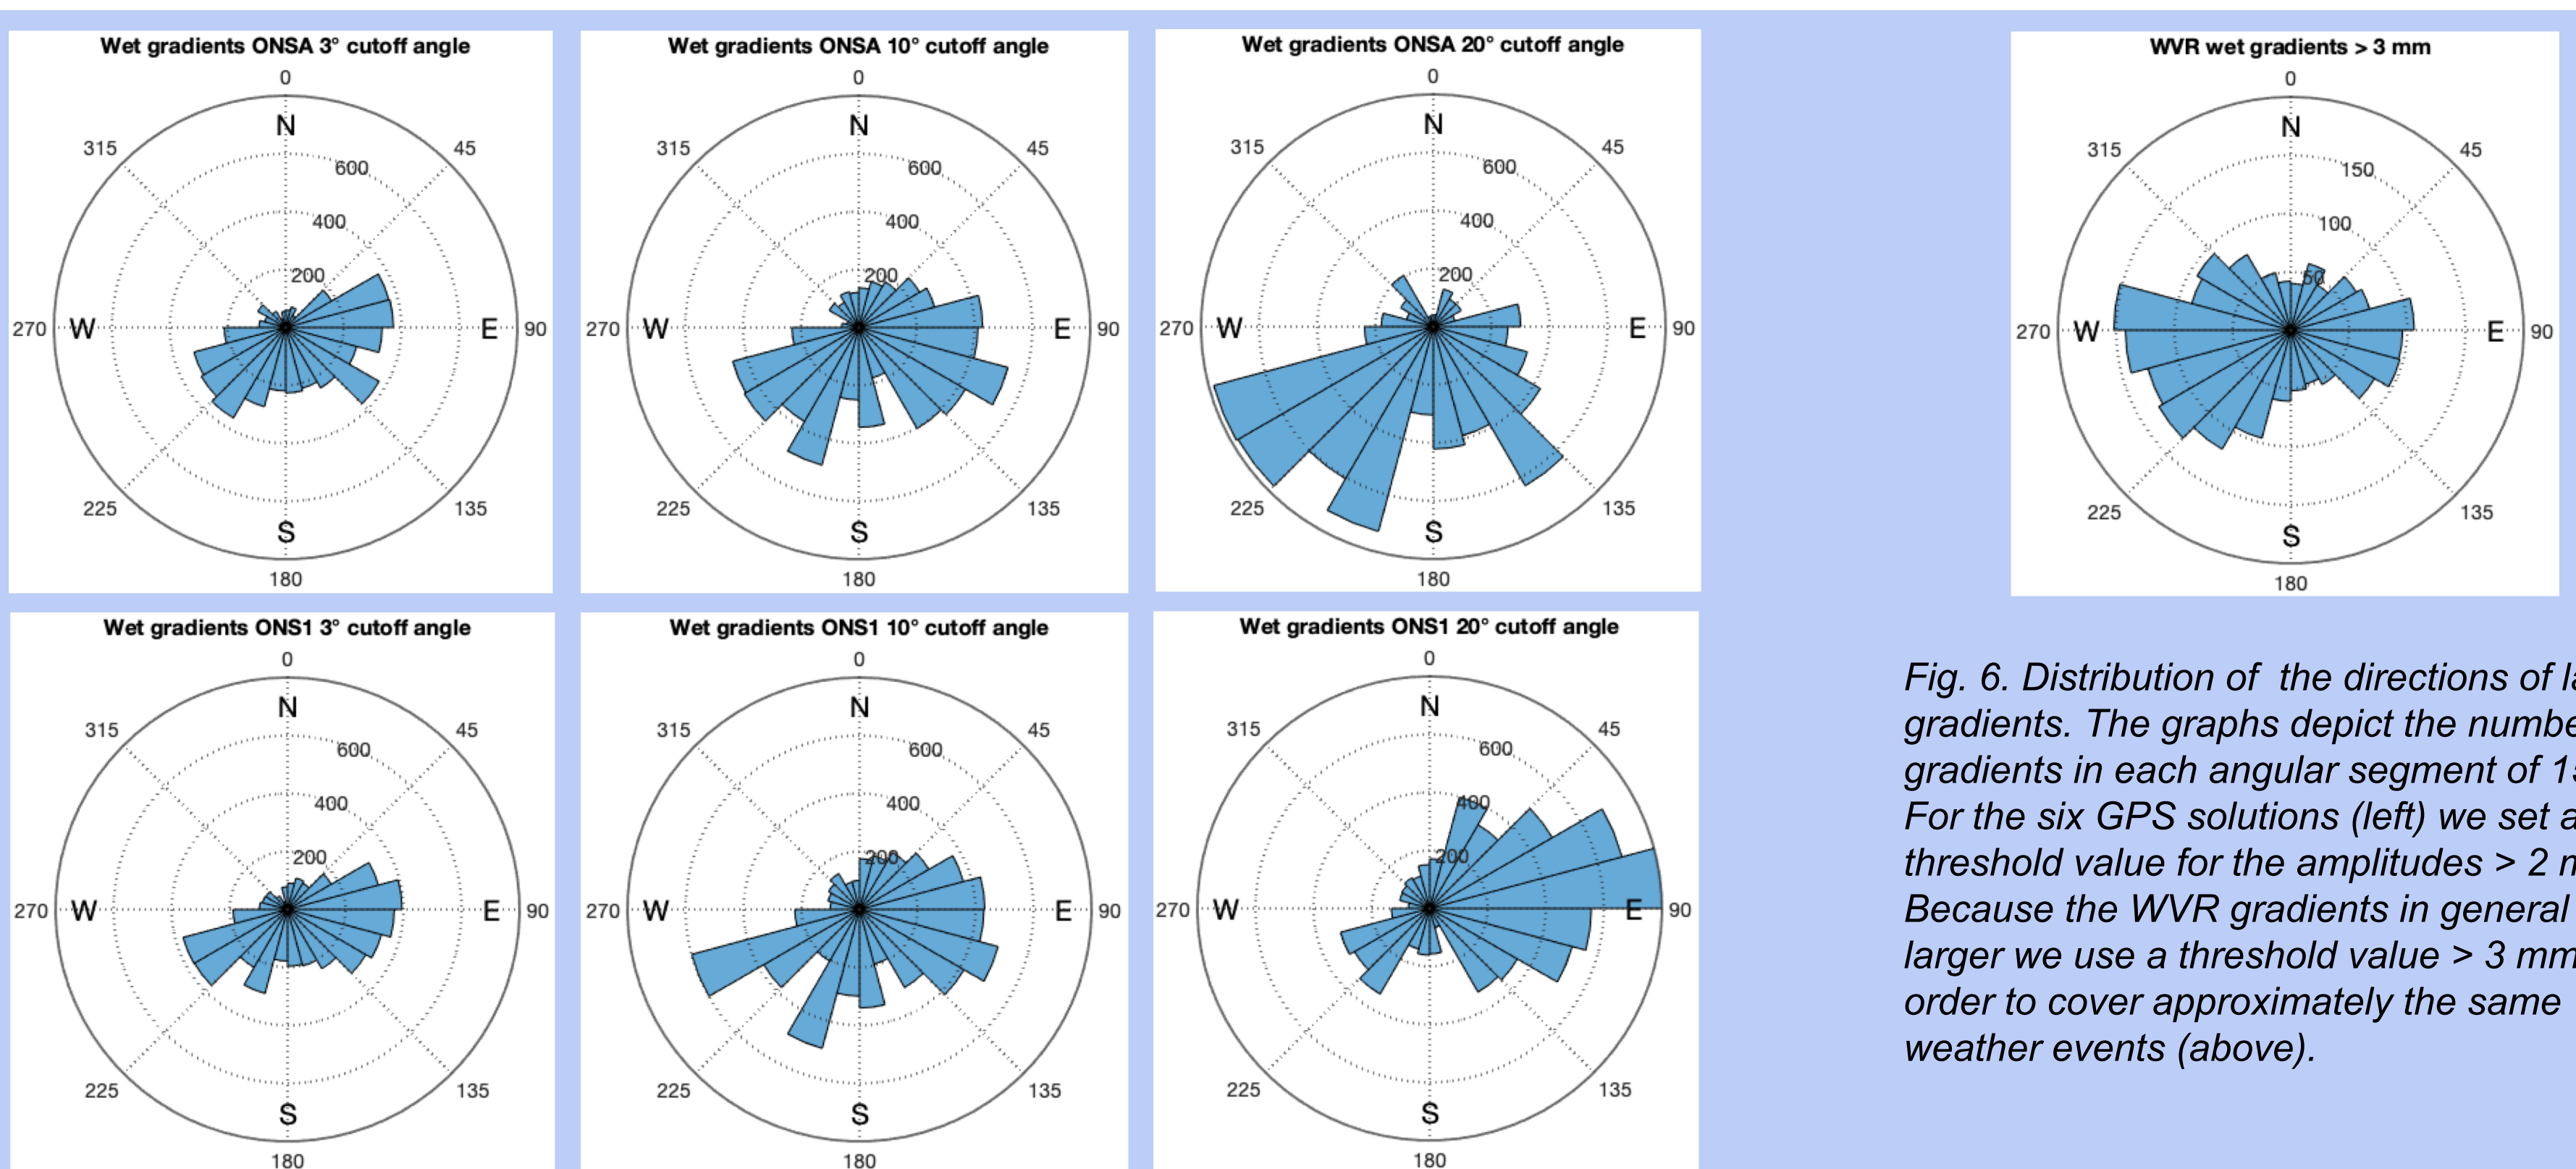 Wet gradients ONSA 3° cutoff angle
0
N
315
45
600
400
200
270 W
E 90
225
135
S
180
Wet gradients ONSA 10° cutoff angle
0
N
315
45
600
400
200
270 W
E 90
225
135
S
180
Wet gradients ONSA 20° cutoff angle
0
N
315
45
600
400
200
270 W
E 90
225
135
S
180
WVR wet gradients > 3 mm
0
N
315
45
150
100
50
270 W
E 90
225
135
S
180
Wet gradients ONS1 3° cutoff angle
0
N
315
45
600
400
200
270 W
E 90
225
135
S
180
Wet gradients ONS1 10° cutoff angle
0
N
315
45
600
400
200
270 W
E 90
225
135
S
180
Wet gradients ONS1 20° cutoff angle
0
N
315
45
600
400
200
270 W
E 90
225
135
S
180
Fig. 6. Distribution of the directions of
gradients. The graphs depict the
gradients in each angular segment of
For the six GPS solutions (left) we set
threshold value for the amplitudes > 2
Because the WVR gradients in general
larger we use a threshold value > 3 mm
order to cover approximately the same
weather events (above).